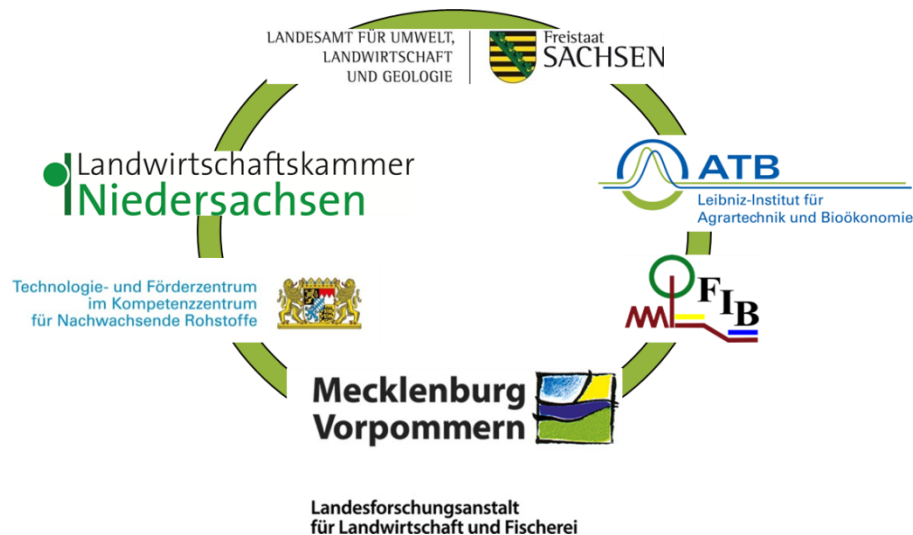 LANDESAMT FÜR UMWELT,
LANDWIRTSCHAFT
UND GEOLOGIE
Freistaat
SACHSEN
Landwirtschaftskammer
Niedersachsen
ATB
Leibniz-Institut für
Agrartechnik und Bioökonomie
Technologie- und Förderzentrum
im Kompetenzzentrum
für Nachwachsende Rohstoffe
FIB
Mecklenburg
Vorpommern
Landesforschungsanstalt
für Landwirtschaft und Fischerei